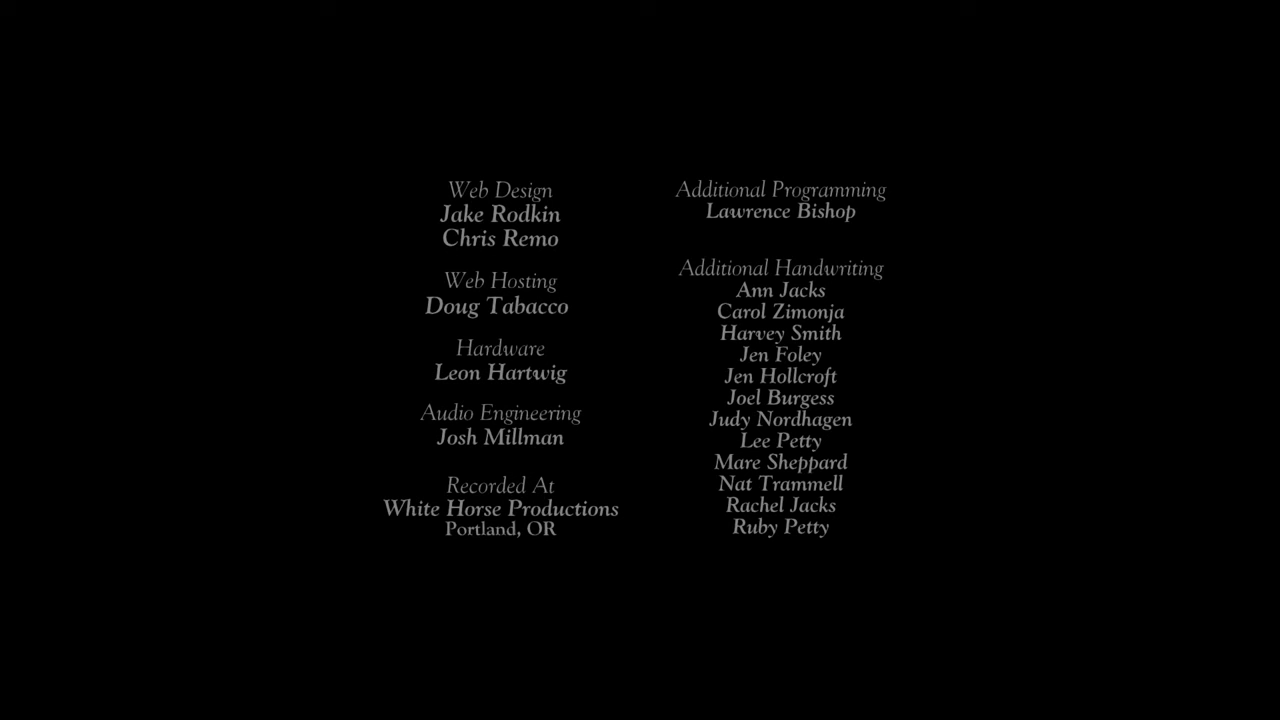 Web Design
Jake Rodkin
Chris Remo
Web Hosting
Doug Tabacco
Hardware
Leon Hartwig
Audio Engineering
Josh Millman
Recorded At
White Horse Productions
Portland, OR
Additional Programming
Lawrence Bishop
Additional Handwriting
Ann Jacks
Carol Zimonja
Harvey Smith
Jen Foley
Jen Hollcroft
Joel Burgess
Judy Nordhagen
Lee Petty
Mare Sheppard
Nat Trammell
Rachel Jacks
Ruby Petty